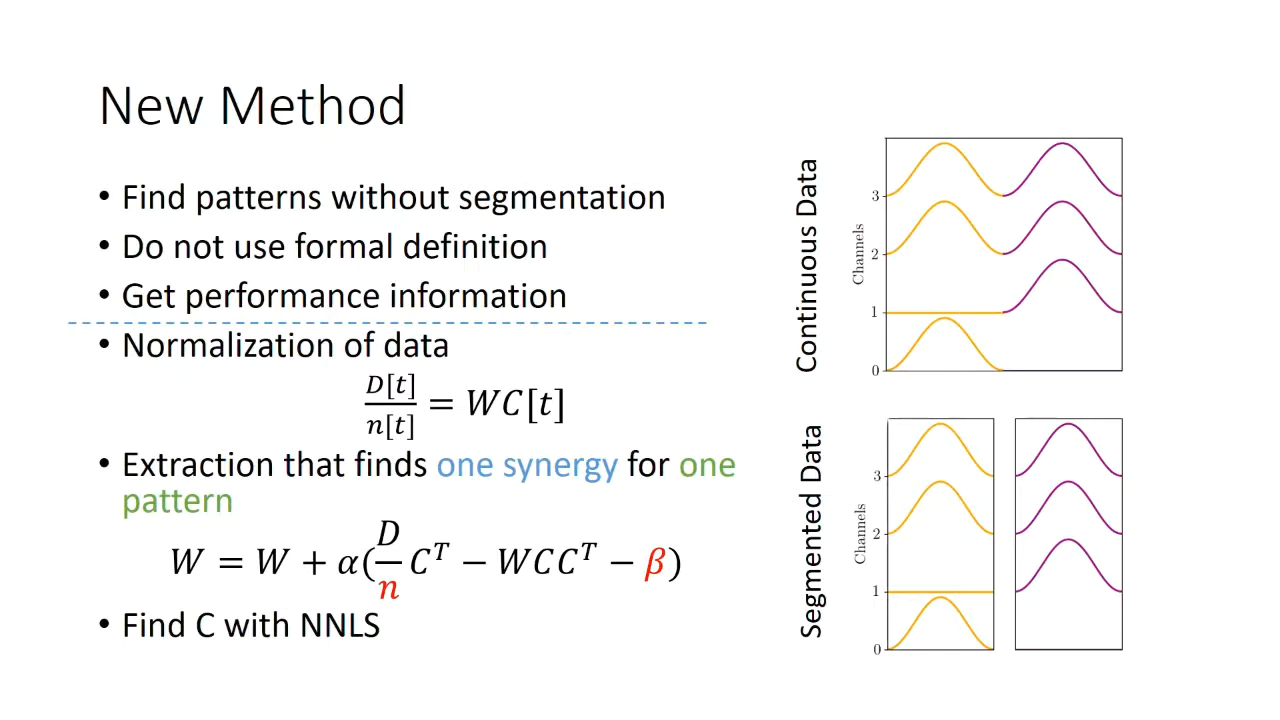 New Method
• Find patterns without segmentation
• Do not use formal definition
• Get performance information
• Normalization of data
D[t]/n[t] = WC[t]
• Extraction that finds one synergy for one
pattern
W = W + α(D/n Cᵀ − WCCᵀ − β)
• Find C with NNLS
Continuous Data
Channels
3
2
1
0
Segmented Data
Channels
3
2
1
0